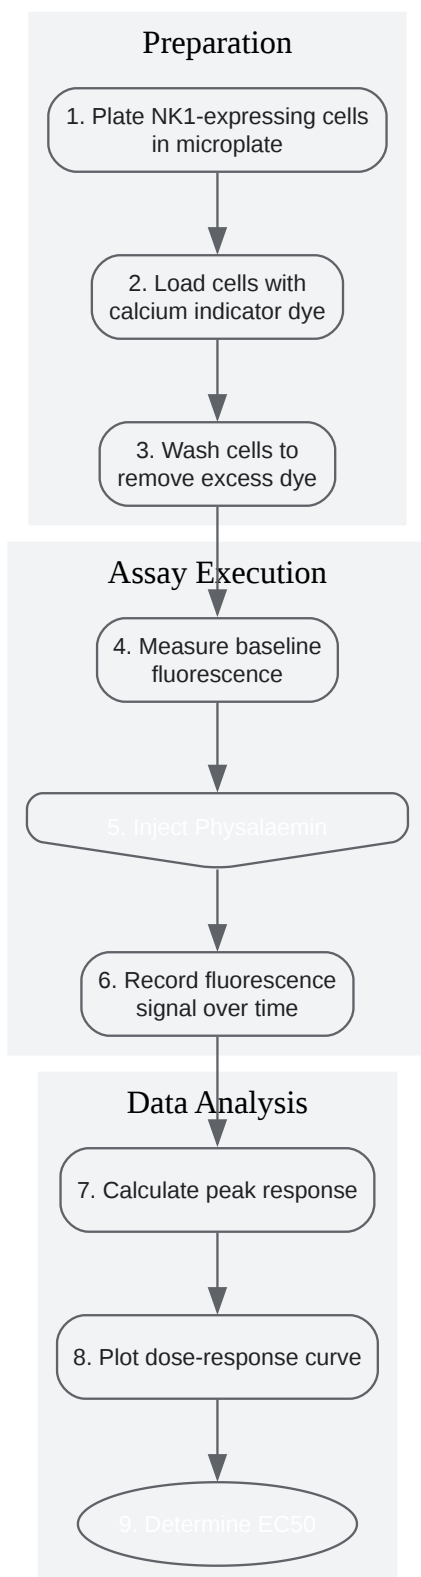 Preparation
1. Plate NK1-expressing cells
in microplate
2. Load cells with
calcium indicator dye
3. Wash cells to
remove excess dye
Assay Execution
4. Measure baseline
fluorescence
5. Inject Physalaemin
6. Record fluorescence
signal over time
Data Analysis
7. Calculate peak response
8. Plot dose-response curve
9. Determine EC50